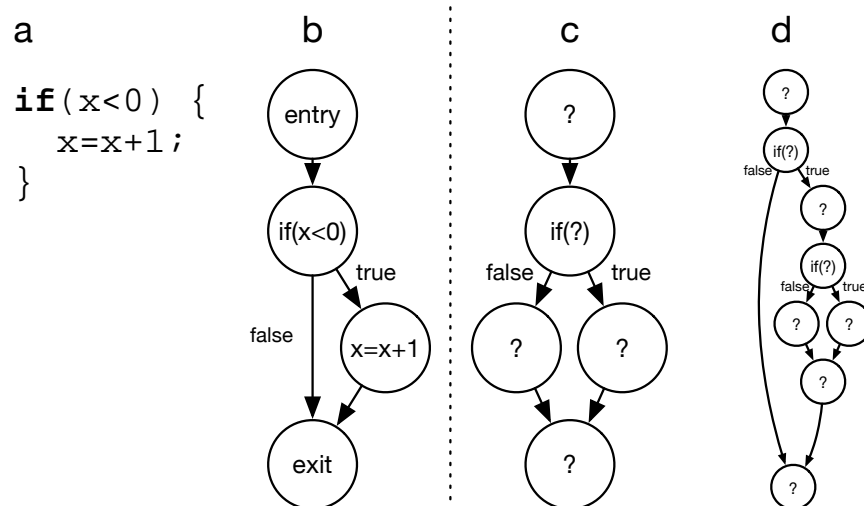 a
if(x<0) {
  x=x+1;
}
b
entry
if(x<0)
true
false
x=x+1
exit
c
?
if(?)
false
true
?
?
?
d
?
if(?)
false
true
?
if(?)
false
true
?
?
?
?